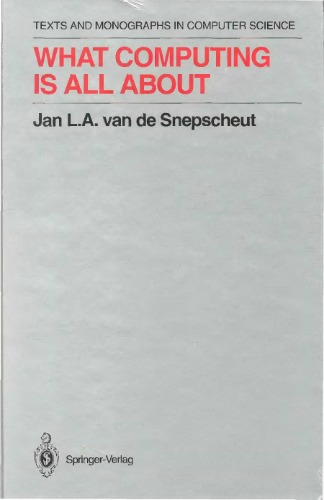 TEXTS AND MONOGRAPHS IN COMPUTER SCIENCE
WHAT COMPUTING
IS ALL ABOUT
Jan L.A. van de Snepscheut
Springer-Verlag